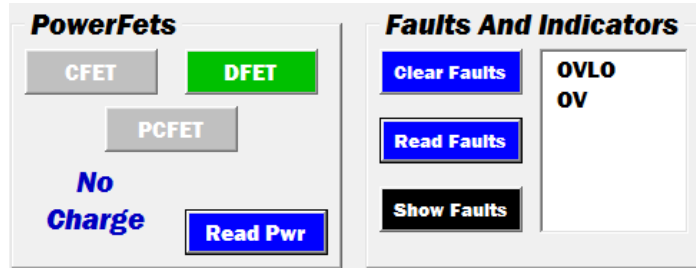 PowerFets
CFET
DFET
PCFET
No
Charge
Read Pwr
Faults And Indicators
Clear Faults
Read Faults
Show Faults
OVLO
OV